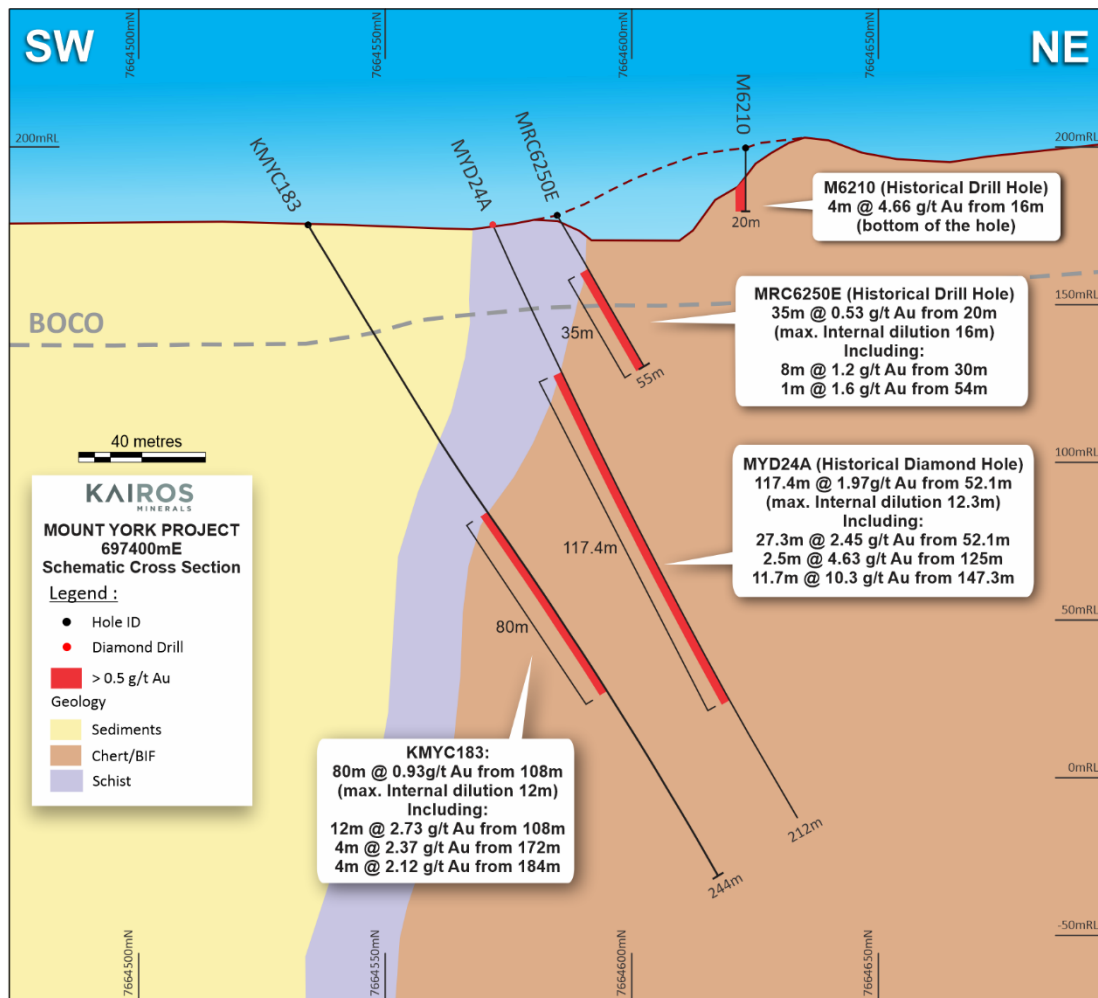 SW
NE
7664500mN
7664550mN
7664600mN
7664650mN
200mRL
200mRL
KMYC183
MYD24A
MRC6250E
M6210
20m
M6210 (Historical Drill Hole)
4m @ 4.66 g/t Au from 16m
(bottom of the hole)
150mRL
BOCO
35m
55m
MRC6250E (Historical Drill Hole)
35m @ 0.53 g/t Au from 20m
(max. Internal dilution 16m)
Including:
8m @ 1.2 g/t Au from 30m
1m @ 1.6 g/t Au from 54m
40 metres
100mRL
MYD24A (Historical Diamond Hole)
117.4m @ 1.97g/t Au from 52.1m
(max. Internal dilution 12.3m)
Including:
27.3m @ 2.45 g/t Au from 52.1m
2.5m @ 4.63 g/t Au from 125m
11.7m @ 10.3 g/t Au from 147.3m
KAIROS
MINERALS
MOUNT YORK PROJECT
697400mE
Schematic Cross Section
Legend :
Hole ID
Diamond Drill
> 0.5 g/t Au
Geology
Sediments
Chert/BIF
Schist
117.4m
80m
50mRL
KMYC183:
80m @ 0.93g/t Au from 108m
(max. Internal dilution 12m)
Including:
12m @ 2.73 g/t Au from 108m
4m @ 2.37 g/t Au from 172m
4m @ 2.12 g/t Au from 184m
0mRL
212m
244m
-50mRL
7664500mN
7664550mN
7664600mN
7664650mN